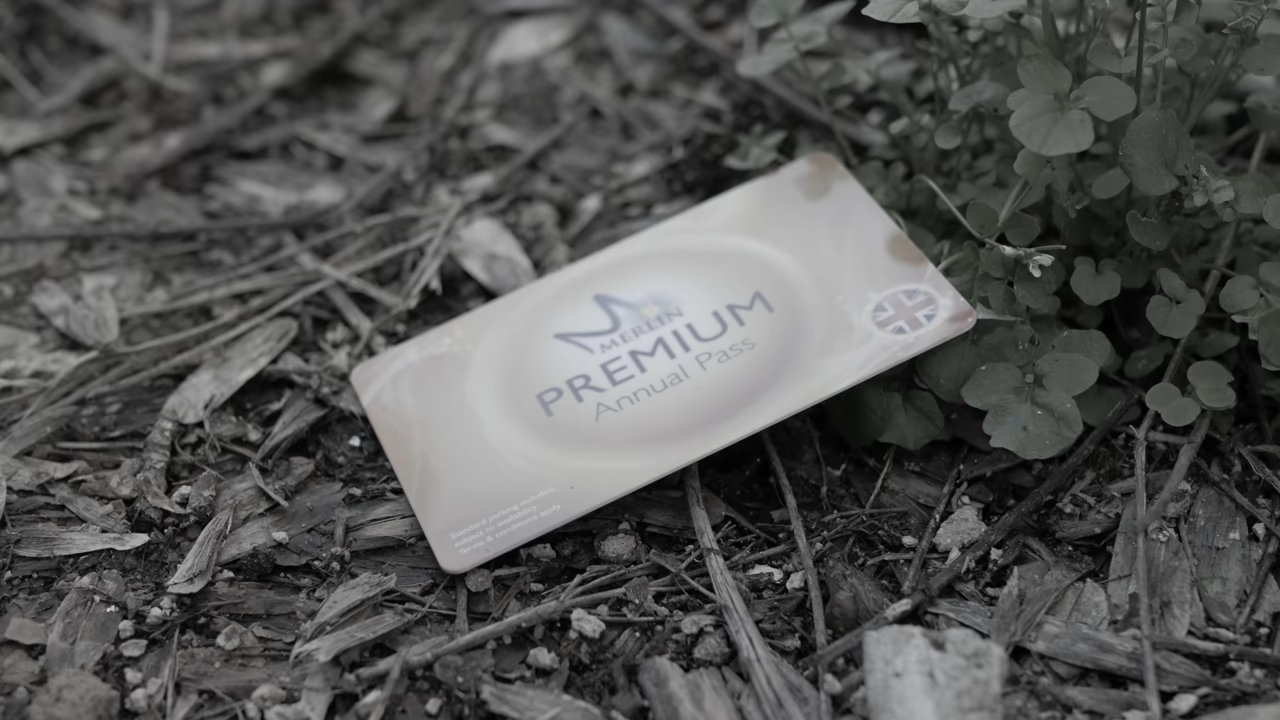 MERLIN
PREMIUM
Annual Pass
Standard parking included.
Subject to availability.
Terms & conditions apply